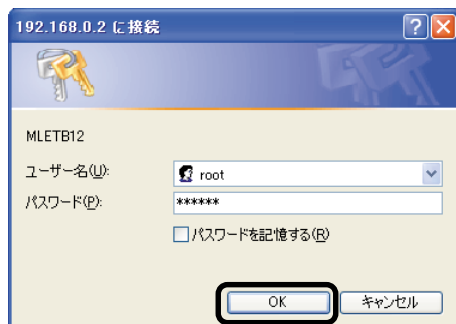 192.168.0.2 に接続
MLETB12
ユーザー名(U):
root
パスワード(P):
******
パスワードを記憶する(R)
OK
キャンセル